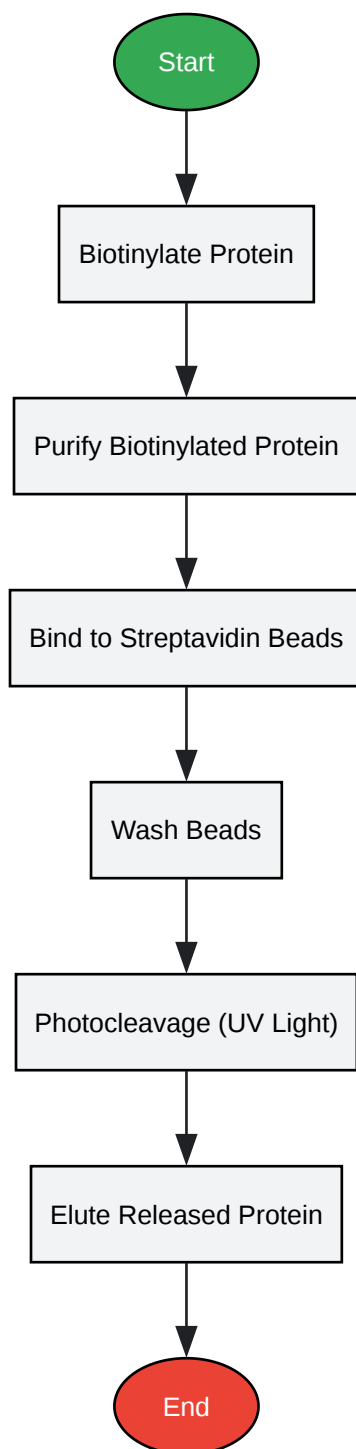 Start
Biotinylate Protein
Purify Biotinylated Protein
Bind to Streptavidin Beads
Wash Beads
Photocleavage (UV Light)
Elute Released Protein
End